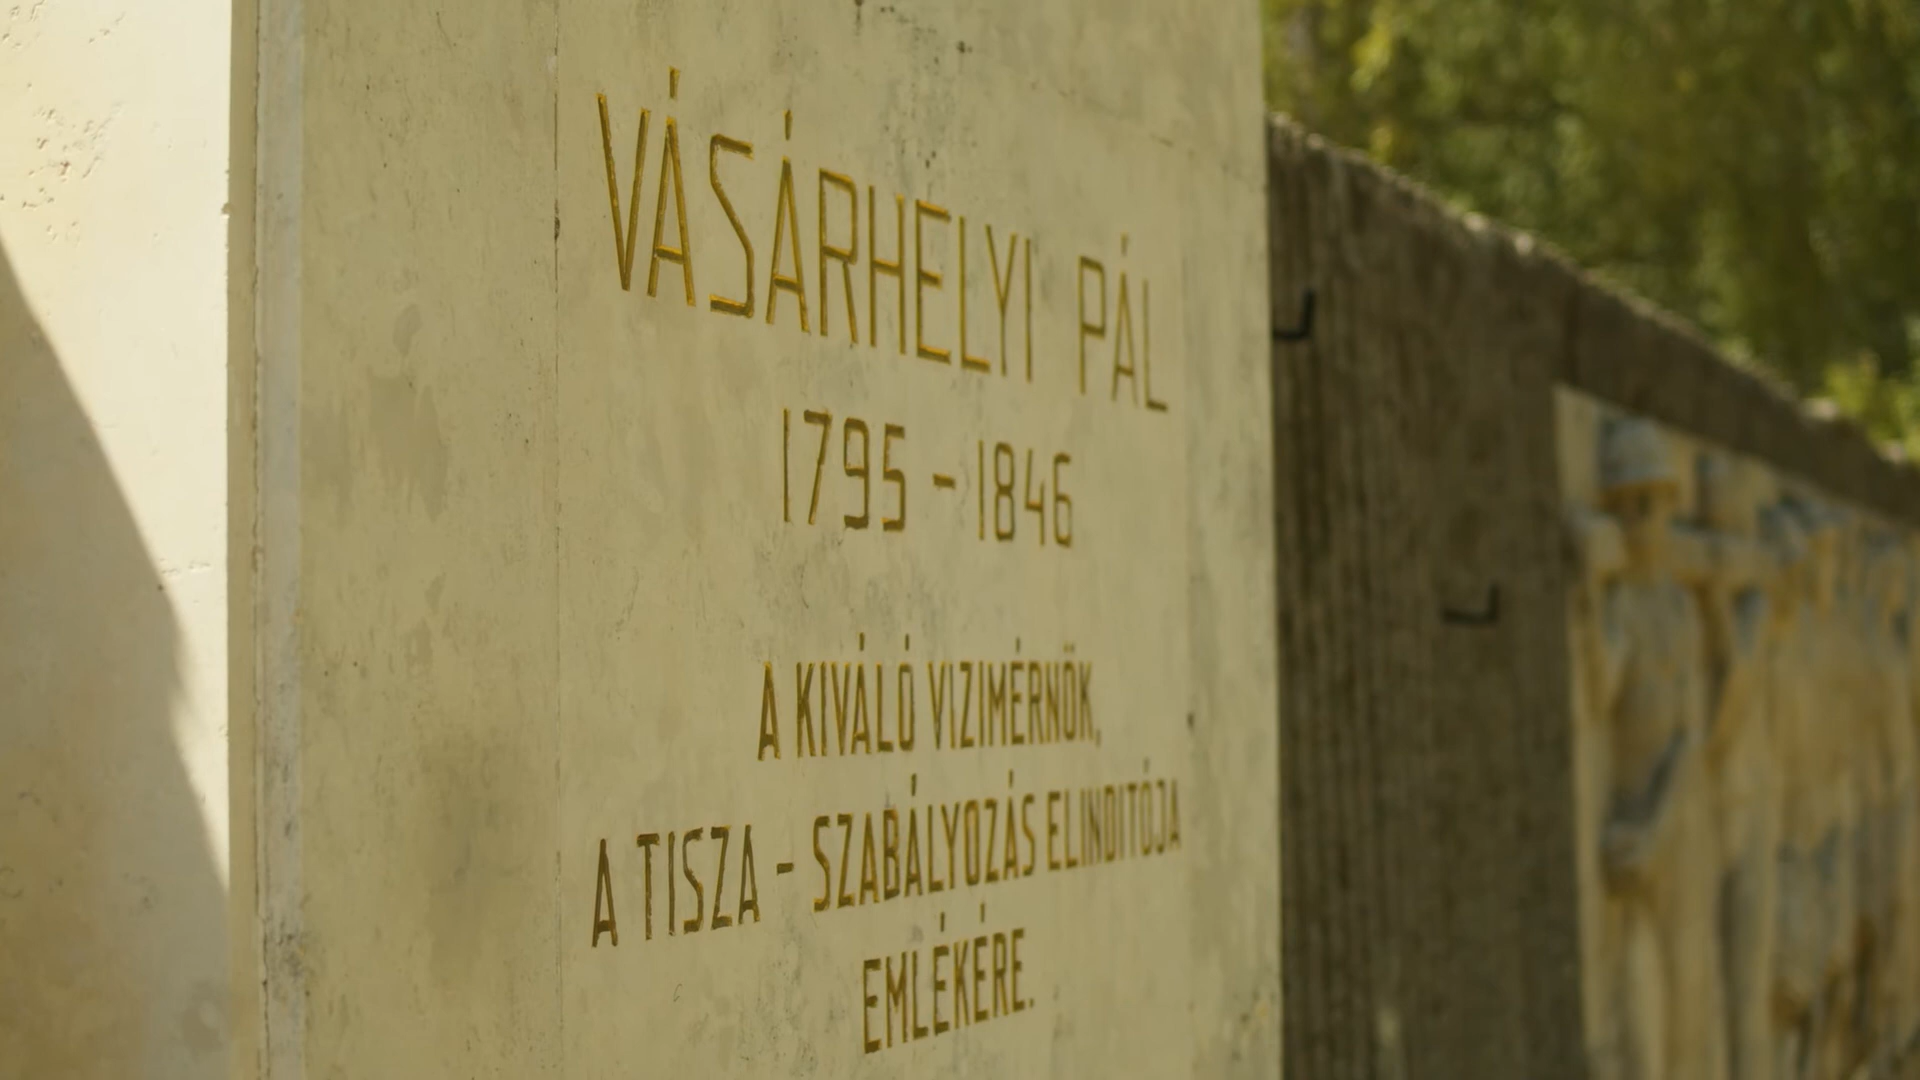 VÁSÁRHELYI PÁL
1795 - 1846
A KIVÁLÓ VIZIMÉRNÖK,
A TISZA - SZABÁLYOZÁS ELINDITÓJA
EMLÉKÉRE.